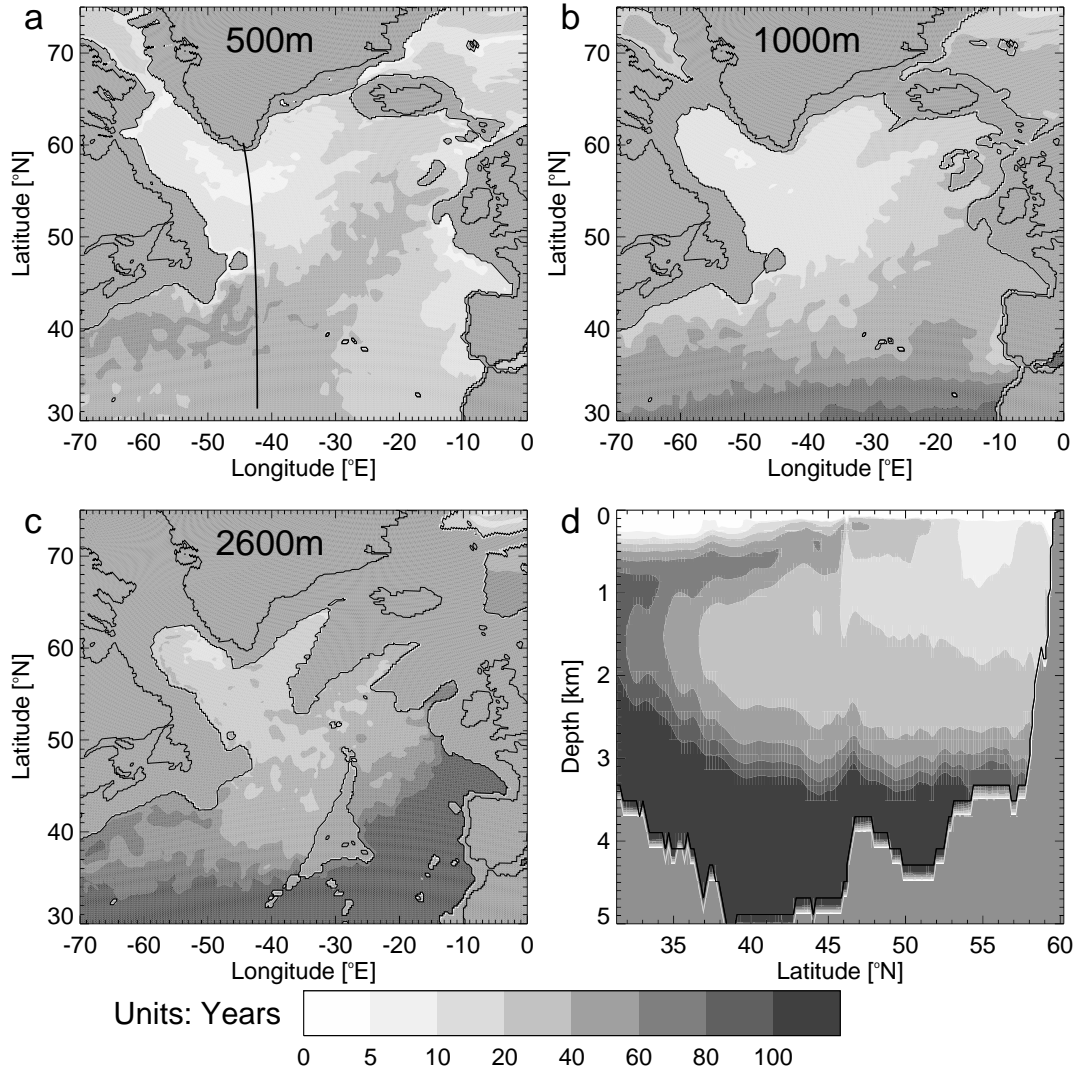 a
500m
70
60
50
40
30
Latitude [°N]
-70 -60 -50 -40 -30 -20 -10 0
Longitude [°E]
b
1000m
70
60
50
40
30
Latitude [°N]
-70 -60 -50 -40 -30 -20 -10 0
Longitude [°E]
c
2600m
70
60
50
40
30
Latitude [°N]
-70 -60 -50 -40 -30 -20 -10 0
Longitude [°E]
d
0
1
2
3
4
5
Depth [km]
35 40 45 50 55 60
Latitude [°N]
Units: Years
0 5 10 20 40 60 80 100